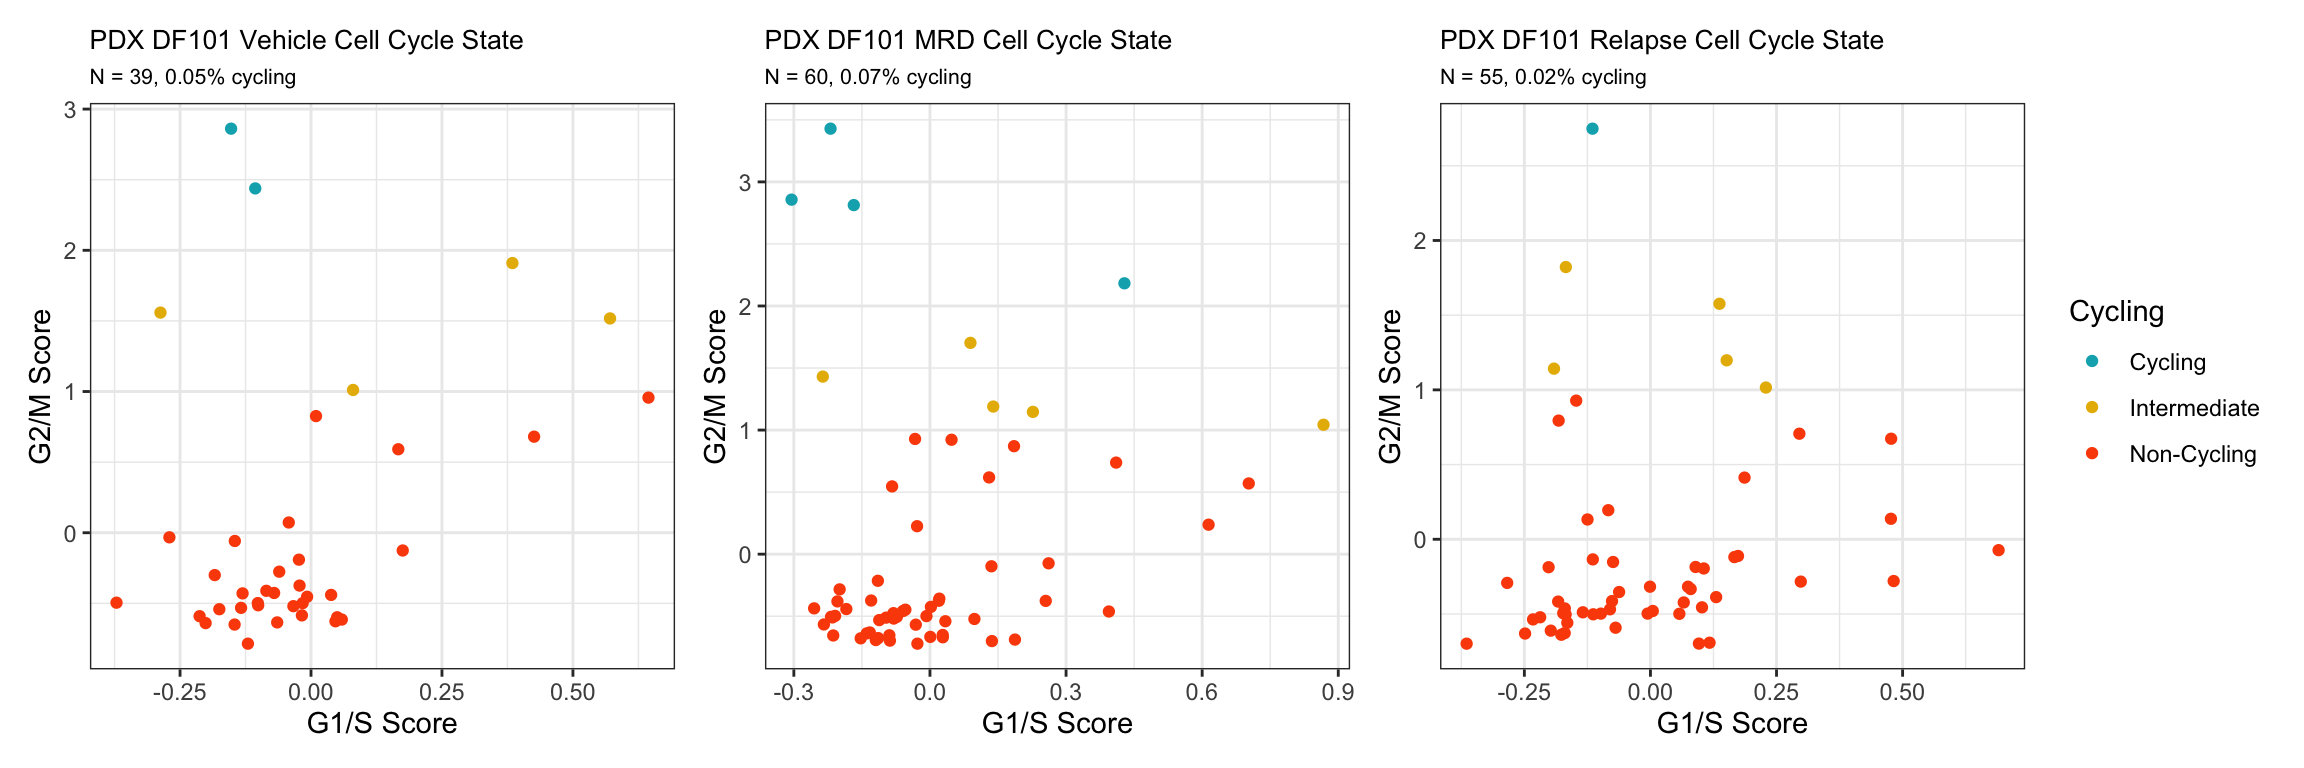 PDX DF101 Vehicle Cell Cycle State
N = 39, 0.05% cycling
3
2
1
0
G2/M Score
-0.25
0.00
0.25
0.50
G1/S Score
PDX DF101 MRD Cell Cycle State
N = 60, 0.07% cycling
3
2
1
0
G2/M Score
-0.3
0.0
0.3
0.6
0.9
G1/S Score
PDX DF101 Relapse Cell Cycle State
N = 55, 0.02% cycling
2
1
0
G2/M Score
-0.25
0.00
0.25
0.50
G1/S Score
Cycling
Cycling
Intermediate
Non-Cycling